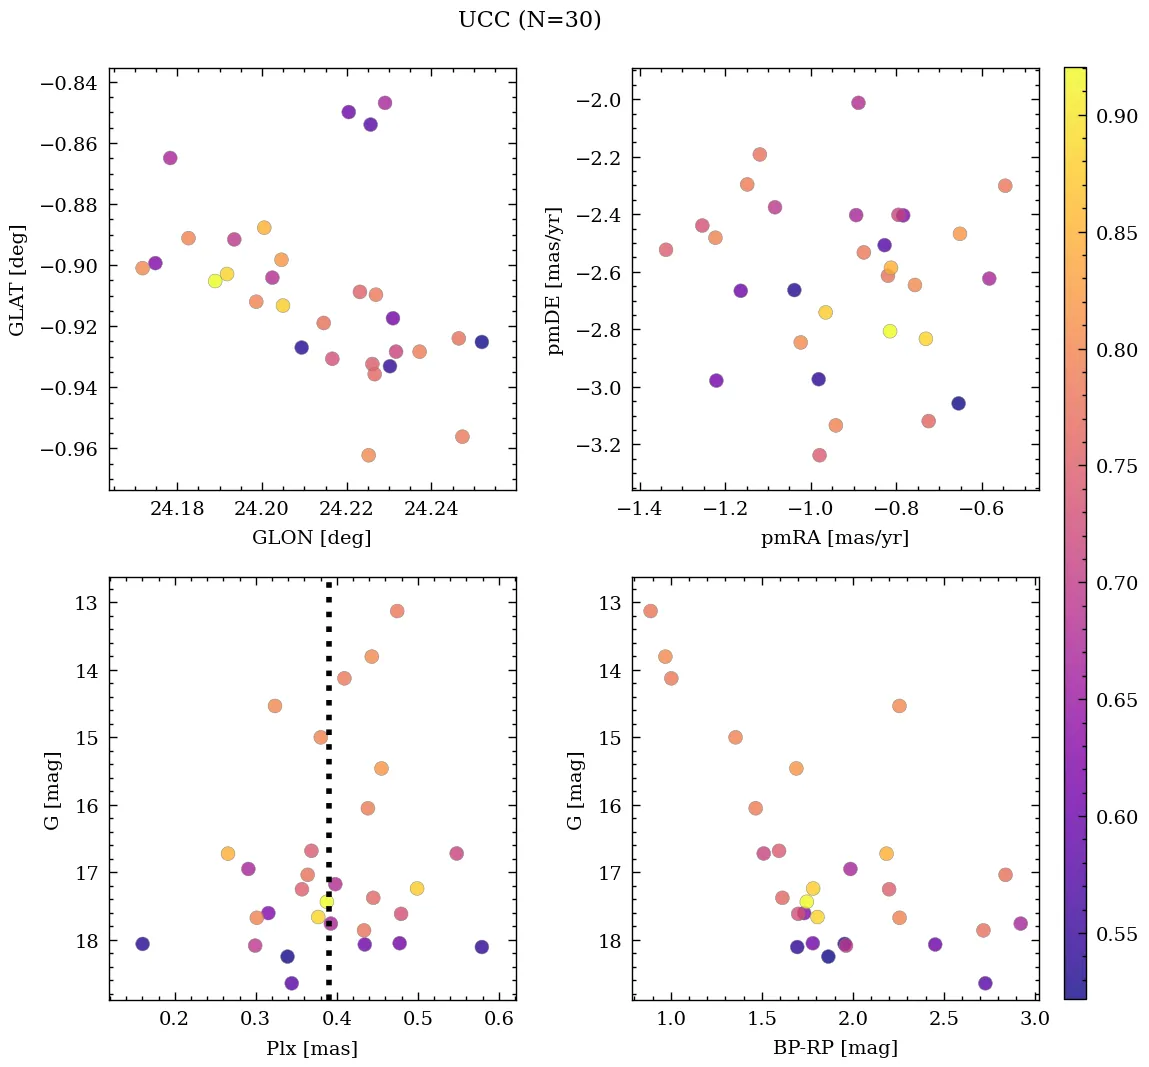 UCC (N=30)
−0.84
−0.86
−0.88
−0.90
−0.92
−0.94
−0.96
GLAT [deg]
24.18 24.20 24.22 24.24
GLON [deg]
−2.0
−2.2
−2.4
−2.6
−2.8
−3.0
−3.2
pmDE [mas/yr]
−1.4 −1.2 −1.0 −0.8 −0.6
pmRA [mas/yr]
13
14
15
16
17
18
G [mag]
0.2 0.3 0.4 0.5 0.6
Plx [mas]
13
14
15
16
17
18
G [mag]
1.0 1.5 2.0 2.5 3.0
BP-RP [mag]
0.90
0.85
0.80
0.75
0.70
0.65
0.60
0.55